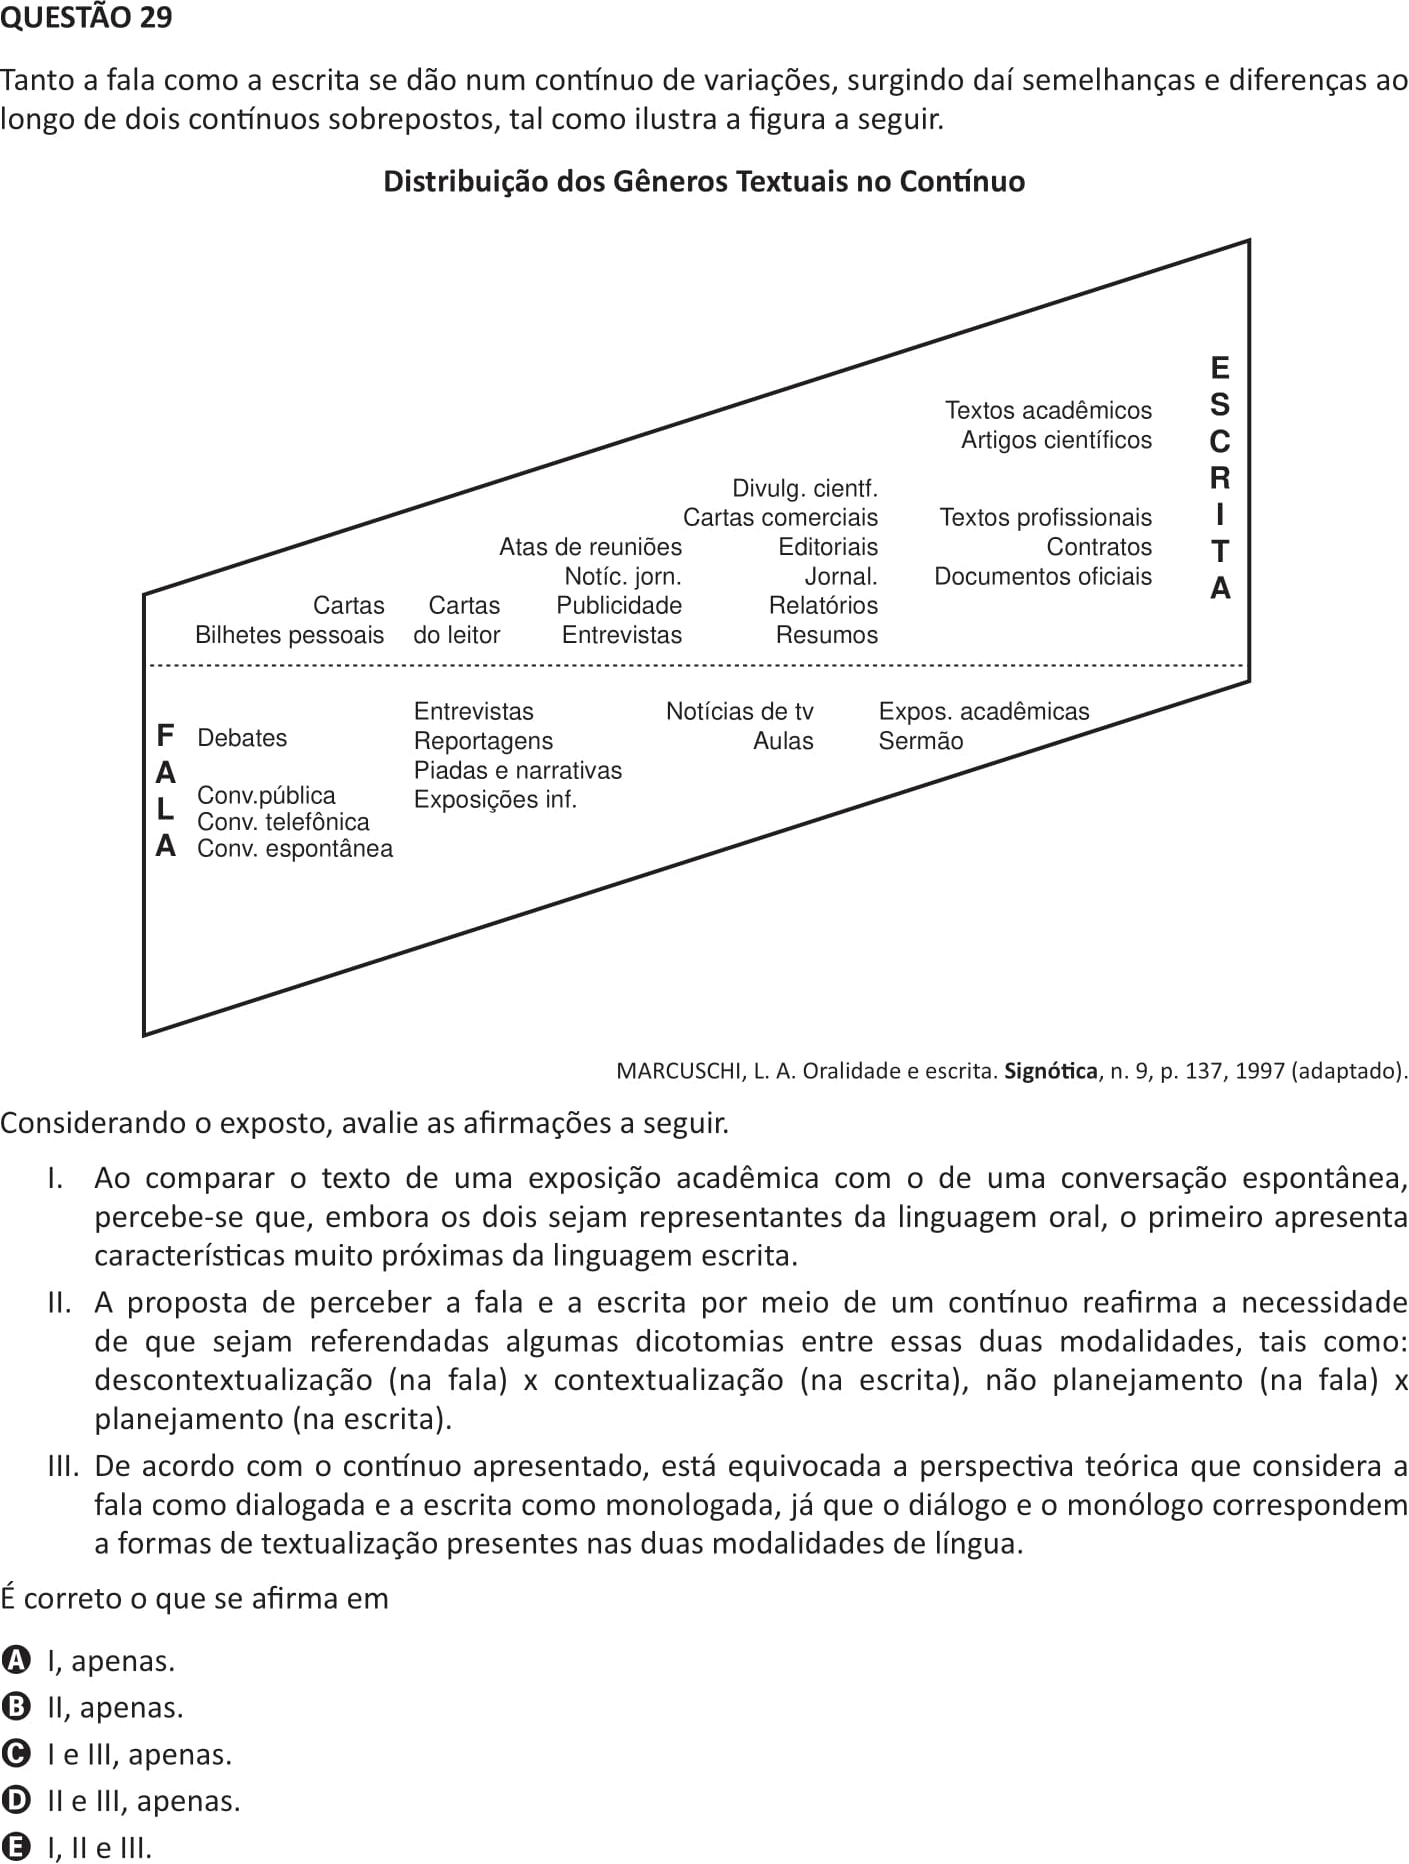 QUESTÃO 29
Tanto a fala como a escrita se dão num contínuo de variações, surgindo daí semelhanças e diferenças ao
longo de dois contínuos sobrepostos, tal como ilustra a figura a seguir.
Distribuição dos Gêneros Textuais no Contínuo
E
S
C
R
I
T
A
Textos acadêmicos
Artigos científicos
Divulg. cientf.
Cartas comerciais
Textos profissionais
Atas de reuniões
Editoriais
Contratos
Notíc. jorn.
Jornal.
Documentos oficiais
Cartas
Cartas
Publicidade
Relatórios
Bilhetes pessoais
do leitor
Entrevistas
Resumos
F
A
L
A
Debates
Conv.pública
Conv. telefônica
Conv. espontânea
Entrevistas
Reportagens
Piadas e narrativas
Exposições inf.
Notícias de tv
Aulas
Expos. acadêmicas
Sermão
MARCUSCHI, L. A. Oralidade e escrita. Signótica, n. 9, p. 137, 1997 (adaptado).
Considerando o exposto, avalie as afirmações a seguir.
I. Ao comparar o texto de uma exposição acadêmica com o de uma conversação espontânea,
percebe-se que, embora os dois sejam representantes da linguagem oral, o primeiro apresenta
características muito próximas da linguagem escrita.
II. A proposta de perceber a fala e a escrita por meio de um contínuo reafirma a necessidade
de que sejam referendadas algumas dicotomias entre essas duas modalidades, tais como:
descontextualização (na fala) x contextualização (na escrita), não planejamento (na fala) x
planejamento (na escrita).
III. De acordo com o contínuo apresentado, está equivocada a perspectiva teórica que considera a
fala como dialogada e a escrita como monologada, já que o diálogo e o monólogo correspondem
a formas de textualização presentes nas duas modalidades de língua.
É correto o que se afirma em
A I, apenas.
B II, apenas.
C I e III, apenas.
D II e III, apenas.
E I, II e III.